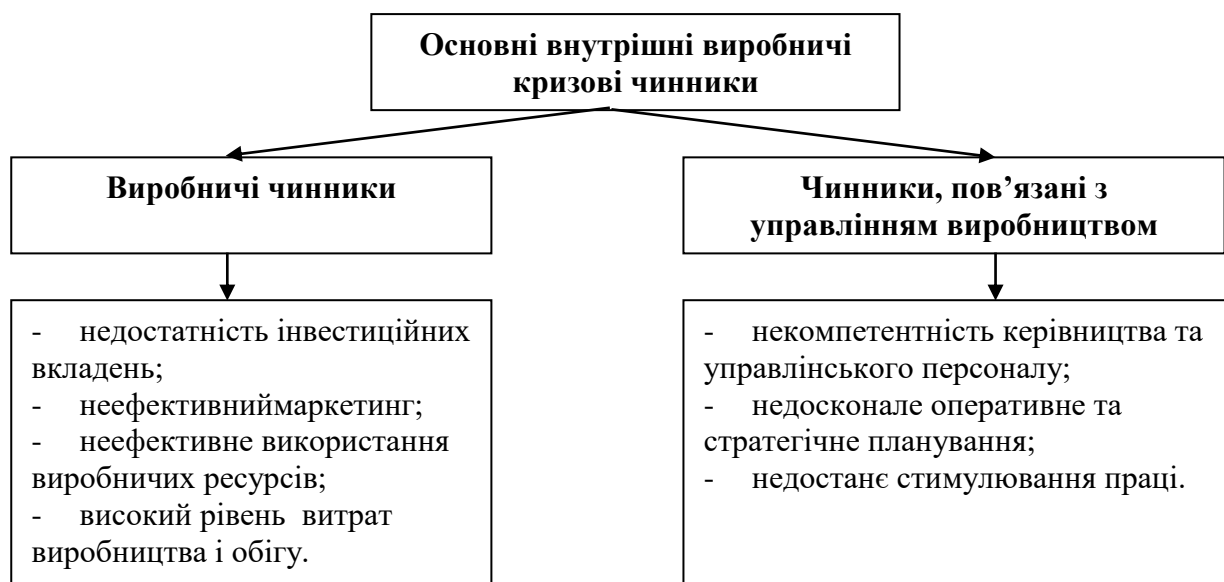 Основні внутрішні виробничі
кризові чинники
Виробничі чинники
Чинники, пов’язані з
управлінням виробництвом
- недостатність інвестиційних
вкладень;
- неефективниймаркетинг;
- неефективне використання
виробничих ресурсів;
- високий рівень витрат
виробництва і обігу.
- некомпетентність керівництва та
управлінського персоналу;
- недосконале оперативне та
стратегічне планування;
- недостанє стимулювання праці.